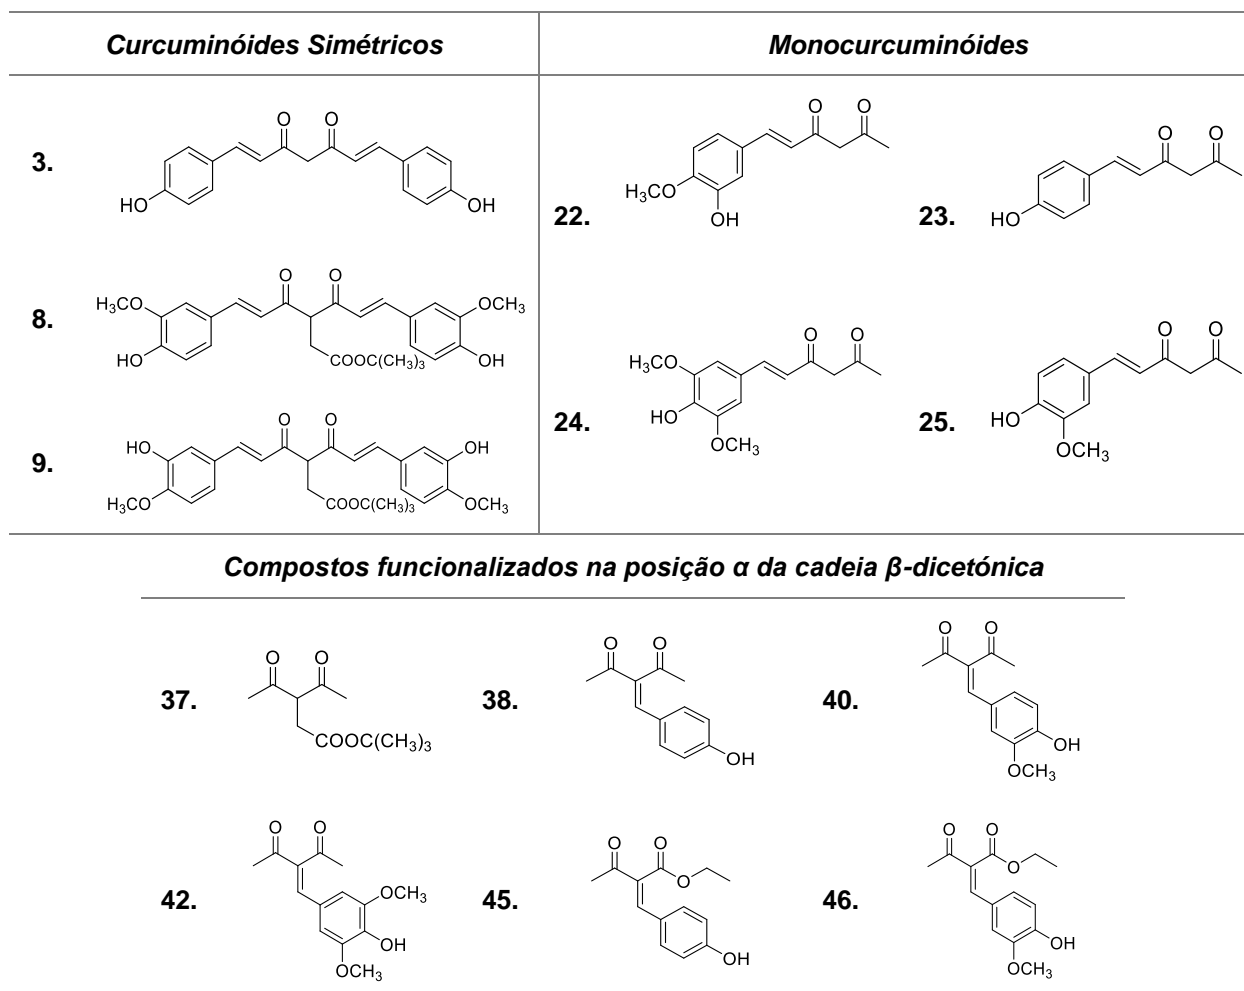 Curcuminóides Simétricos
Monocurcuminóides
3.
O O
HO OH
8.
O O
H₃CO OCH₃
HO COOC(CH₃)₃ OH
9.
O O
HO OH
H₃CO COOC(CH₃)₃ OCH₃
22.
O O
H₃CO
OH
23.
O O
HO
24.
O O
H₃CO
HO
OCH₃
25.
O O
HO
OCH₃
Compostos funcionalizados na posição α da cadeia β-dicetónica
37.
O O
COOC(CH₃)₃
38.
O O
OH
40.
O O
OH
OCH₃
42.
O O
OCH₃
OH
OCH₃
45.
O O
O
OH
46.
O O
O
OH
OCH₃